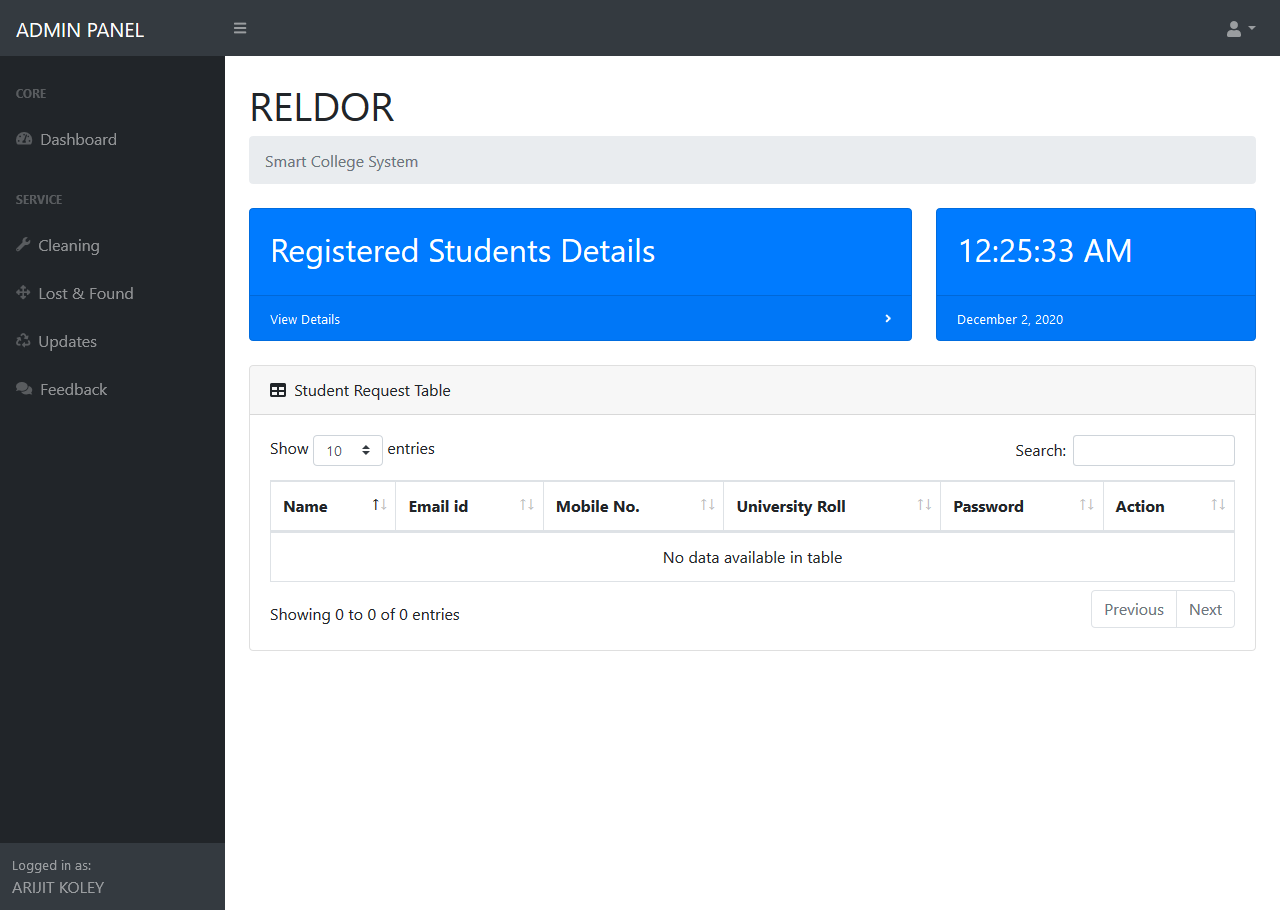 ADMIN PANEL
CORE
Dashboard
SERVICE
Cleaning
Lost & Found
Updates
Feedback
Logged in as:
ARIJIT KOLEY
RELDOR
Smart College System
Registered Students Details
View Details
12:25:33 AM
December 2, 2020
Student Request Table
Show 10 entries
Search:
Name Email id Mobile No. University Roll Password Action
No data available in table
Showing 0 to 0 of 0 entries
Previous Next